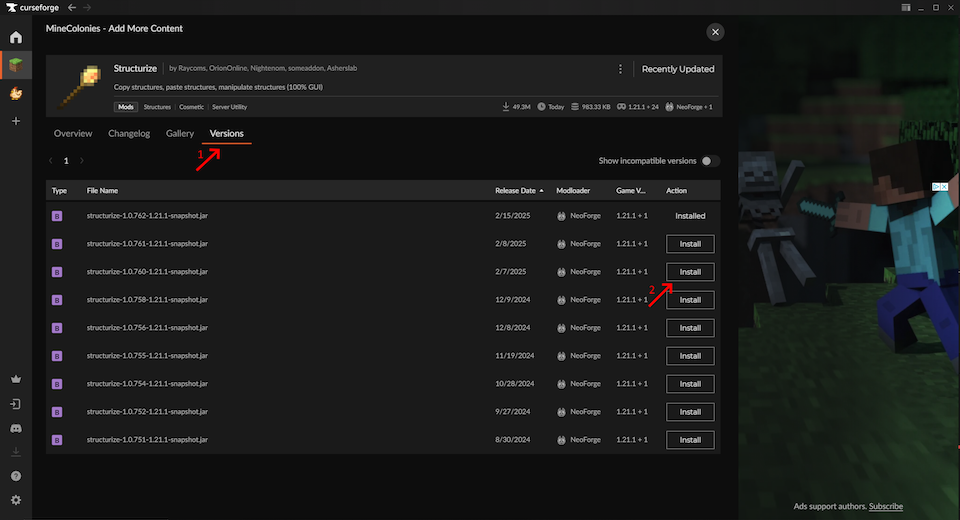 curseforge
MineColonies - Add More Content
Structurize by Raycoms, OrionOnline, Nightenom, someaddon, Asherslab
Recently Updated
Copy structures, paste structures, manipulate structures (100% GUI)
Mods Structures Cosmetic Server Utility 49.3M Today 983.33 KB 1.21.1 + 24 NeoForge + 1
Overview Changelog Gallery Versions
1
1 Show incompatible versions
Type File Name Release Date Modloader Game V... Action
B structurize-1.0.762-1.21.1-snapshot.jar 2/15/2025 NeoForge 1.21.1 + 1 Installed
B structurize-1.0.761-1.21.1-snapshot.jar 2/8/2025 NeoForge 1.21.1 + 1 Install
B structurize-1.0.760-1.21.1-snapshot.jar 2/7/2025 NeoForge 1.21.1 + 1 Install
2
B structurize-1.0.758-1.21.1-snapshot.jar 12/9/2024 NeoForge 1.21.1 + 1 Install
B structurize-1.0.756-1.21.1-snapshot.jar 12/8/2024 NeoForge 1.21.1 + 1 Install
B structurize-1.0.755-1.21.1-snapshot.jar 11/19/2024 NeoForge 1.21.1 + 1 Install
B structurize-1.0.754-1.21.1-snapshot.jar 10/28/2024 NeoForge 1.21.1 + 1 Install
B structurize-1.0.752-1.21.1-snapshot.jar 9/27/2024 NeoForge 1.21.1 + 1 Install
B structurize-1.0.751-1.21.1-snapshot.jar 8/30/2024 NeoForge 1.21.1 + 1 Install
Ads support authors. Subscribe